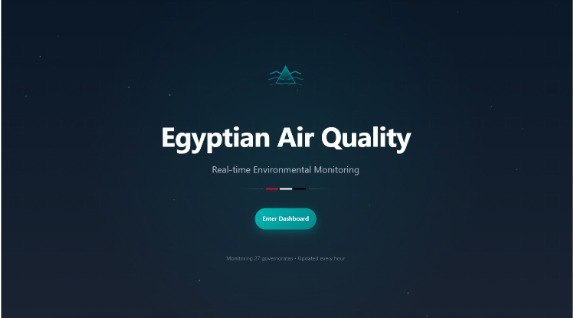 Egyptian Air Quality
Real-time Environmental Monitoring
Enter Dashboard
Monitoring 27 governorates • Updated every hour